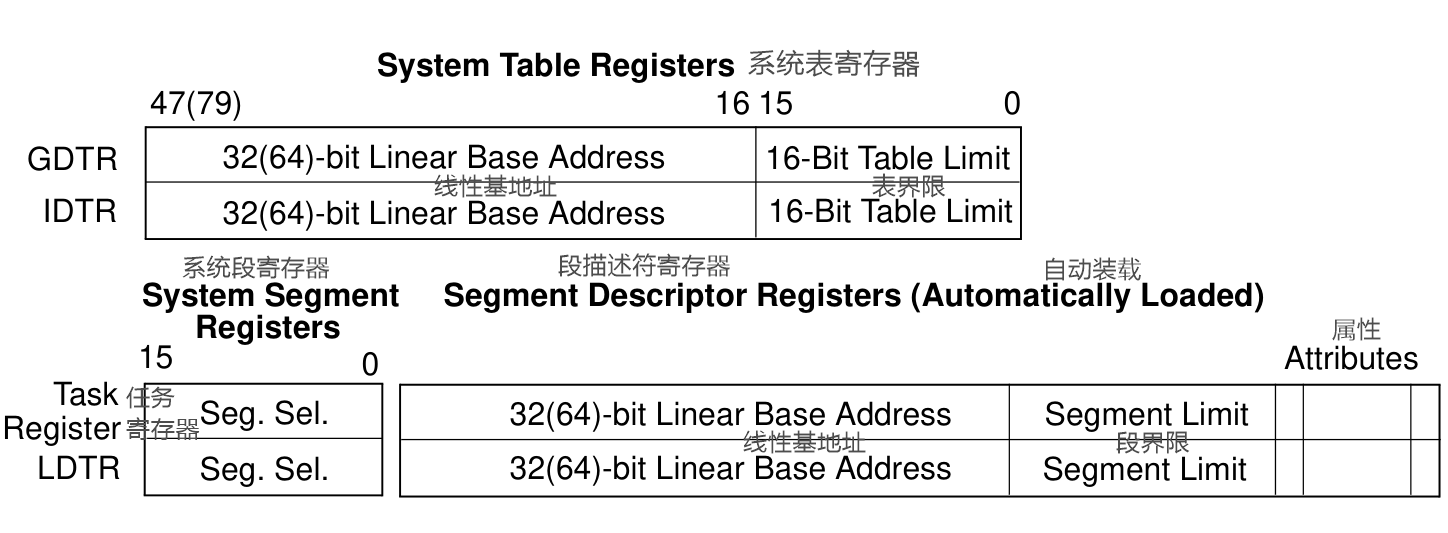 System Table Registers 系统表寄存器
47(79) 16 15 0
GDTR 32(64)-bit Linear Base Address 16-Bit Table Limit
线性基地址 表界限
IDTR 32(64)-bit Linear Base Address 16-Bit Table Limit
系统段寄存器 段描述符寄存器 自动装载
System Segment Segment Descriptor Registers (Automatically Loaded)
Registers
属性
15 0 Attributes
Task 任务
Seg. Sel. 32(64)-bit Linear Base Address Segment Limit
Register 寄存器
线性基地址 段界限
LDTR Seg. Sel. 32(64)-bit Linear Base Address Segment Limit